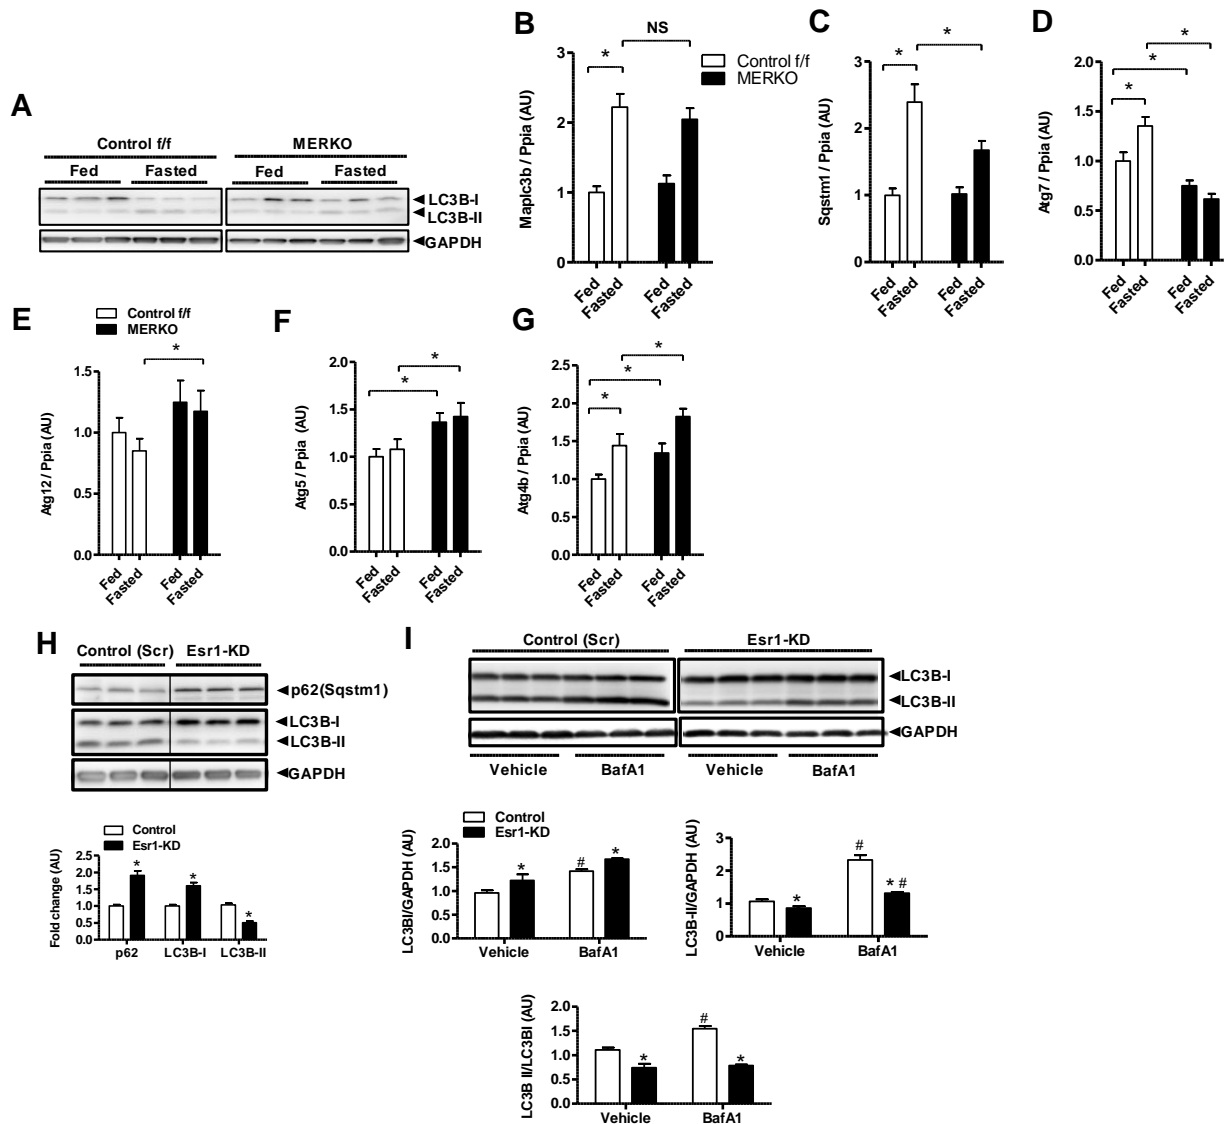 A
Control f/f MERKO
Fed Fasted Fed Fasted
LC3B-I
LC3B-II
GAPDH
B
NS
*
Control f/f
MERKO
Maplc3b / Ppia (AU)
3
2
1
0
Fed Fasted Fed Fasted
C
* *
Sqstm1 / Ppia (AU)
3
2
1
0
Fed Fasted Fed Fasted
D
*
*
*
*
Atg7 / Ppia (AU)
2.0
1.5
1.0
0.5
0.0
Fed Fasted Fed Fasted
E
Control f/f
MERKO
*
Atg12 / Ppia (AU)
1.5
1.0
0.5
0.0
Fed Fasted Fed Fasted
F
*
*
Atg5 / Ppia (AU)
2.0
1.5
1.0
0.5
0.0
Fed Fasted Fed Fasted
G
*
*
*
Atg4b / Ppia (AU)
2.5
2.0
1.5
1.0
0.5
0.0
Fed Fasted Fed Fasted
H
Control (Scr) Esr1-KD
p62(Sqstm1)
LC3B-I
LC3B-II
GAPDH
Control
Esr1-KD
Fold change (AU)
2.5
2.0
1.5
1.0
0.5
0.0
* * *
p62 LC3B-I LC3B-II
I
Control (Scr) Esr1-KD
LC3B-I
LC3B-II
GAPDH
Vehicle BafA1 Vehicle BafA1
Control
Esr1-KD
LC3BI/GAPDH (AU)
2.0
1.5
1.0
0.5
0.0
* # *
Vehicle BafA1
LC3B-II/GAPDH (AU)
3
2
1
0
* # * #
Vehicle BafA1
LC3B II/LC3BI (AU)
2.0
1.5
1.0
0.5
0.0
* # *
Vehicle BafA1